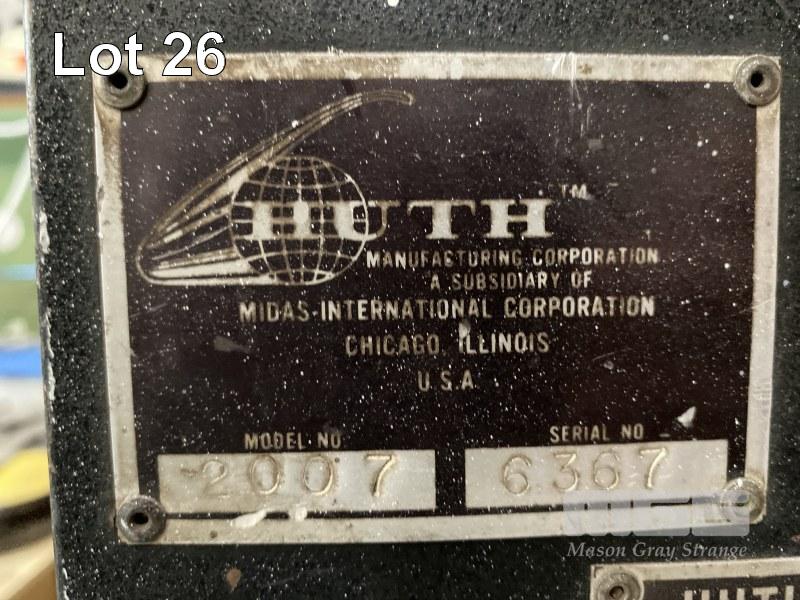 Lot 26
HUTH ™
MANUFACTURING CORPORATION
A SUBSIDIARY OF
MIDAS-INTERNATIONAL CORPORATION
CHICAGO, ILLINOIS
U.S.A
MODEL NO SERIAL NO
2007 6367
Mason Gray Strange